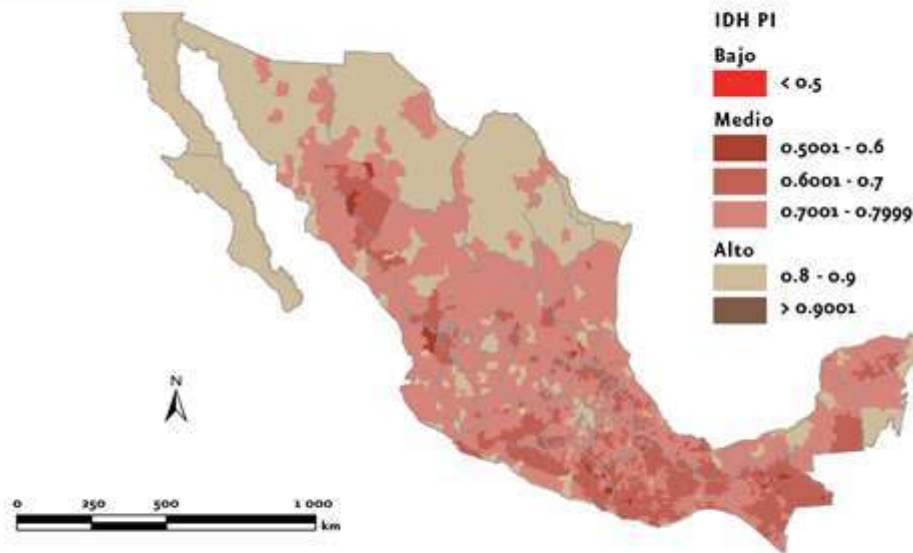 IDH PI
Bajo
< 0.5
Medio
0.5001 - 0.6
0.6001 - 0.7
0.7001 - 0.7999
Alto
0.8 - 0.9
> 0.9001
N
0 250 500 1 000
km